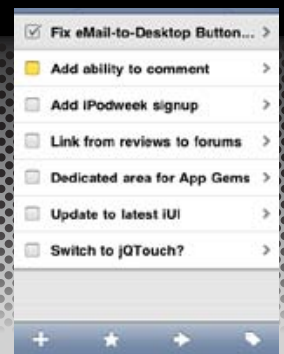 Fix eMail-to-Desktop Button...
Add ability to comment
Add iPodweek signup
Link from reviews to forums
Dedicated area for App Gems
Update to latest iUI
Switch to jQTouch?